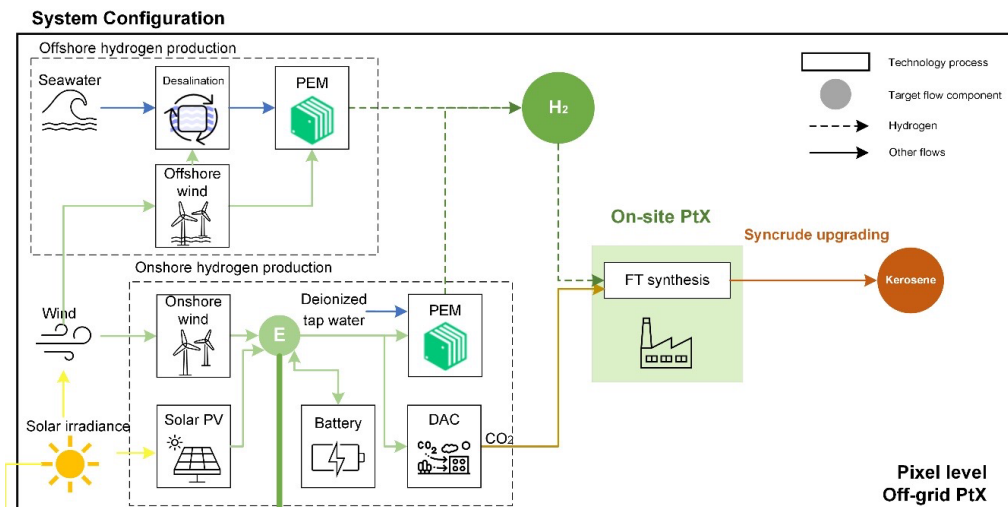 System Configuration
Offshore hydrogen production
Seawater
Desalination
PEM
Offshore
wind
H2
Technology process
Target flow component
Hydrogen
Other flows
On-site PtX
FT synthesis
Syncrude upgrading
Kerosene
Onshore hydrogen production
Wind
Onshore
wind
E
Deionized
tap water
PEM
Solar irradiance
Solar PV
Battery
DAC
CO2
CO2
Pixel level
Off-grid PtX